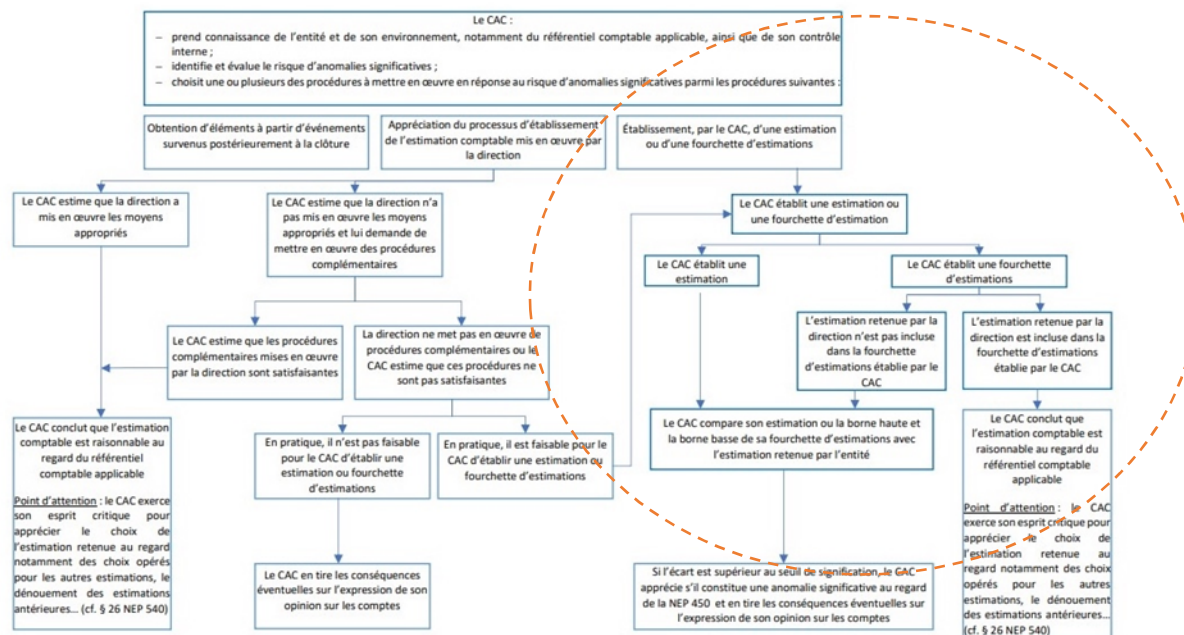 Le CAC :
– prend connaissance de l'entité et de son environnement, notamment du référentiel comptable applicable, ainsi que de son contrôle
interne ;
– identifie et évalue le risque d'anomalies significatives ;
– choisit une ou plusieurs des procédures à mettre en œuvre en réponse au risque d'anomalies significatives parmi les procédures suivantes :
Obtention d'éléments à partir d'événements
survenus postérieurement à la clôture
Appréciation du processus d'établissement
de l'estimation comptable mis en œuvre par
la direction
Établissement, par le CAC, d'une estimation
ou d'une fourchette d'estimations
Le CAC estime que la direction a
mis en œuvre les moyens
appropriés
Le CAC estime que la direction n'a
pas mis en œuvre les moyens
appropriés et lui demande de
mettre en œuvre des procédures
complémentaires
Le CAC établit une estimation ou
une fourchette d'estimation
Le CAC établit une
estimation
Le CAC établit une fourchette
d'estimations
Le CAC estime que les procédures
complémentaires mises en œuvre
par la direction sont satisfaisantes
La direction ne met pas en œuvre de
procédures complémentaires ou le
CAC estime que ces procédures ne
sont pas satisfaisantes
L'estimation retenue par la
direction n'est pas incluse
dans la fourchette
d'estimations établie par le
CAC
L'estimation retenue par la
direction est incluse dans la
fourchette d'estimations
établie par le CAC
Le CAC conclut que l'estimation
comptable est raisonnable au
regard du référentiel
comptable applicable
Point d'attention : le CAC exerce
son esprit critique pour
apprécier le choix de
l'estimation retenue au regard
notamment des choix opérés
pour les autres estimations, le
dénouement des estimations
antérieures… (cf. § 26 NEP 540)
En pratique, il n'est pas faisable
pour le CAC d'établir une
estimation ou fourchette
d'estimations
En pratique, il est faisable pour le
CAC d'établir une estimation ou
fourchette d'estimations
Le CAC compare son estimation ou la borne haute et
la borne basse de sa fourchette d'estimations avec
l'estimation retenue par l'entité
Le CAC conclut que
l'estimation comptable est
raisonnable au regard du
référentiel comptable
applicable
Point d'attention : le CAC
exerce son esprit critique pour
apprécier le choix de
l'estimation retenue au
regard notamment des choix
opérés pour les autres
estimations, le dénouement
des estimations antérieures…
(cf. § 26 NEP 540)
Le CAC en tire les conséquences
éventuelles sur l'expression de son
opinion sur les comptes
Si l'écart est supérieur au seuil de signification, le CAC
apprécie s'il constitue une anomalie significative au regard
de la NEP 450 et en tire les conséquences éventuelles sur
l'expression de son opinion sur les comptes